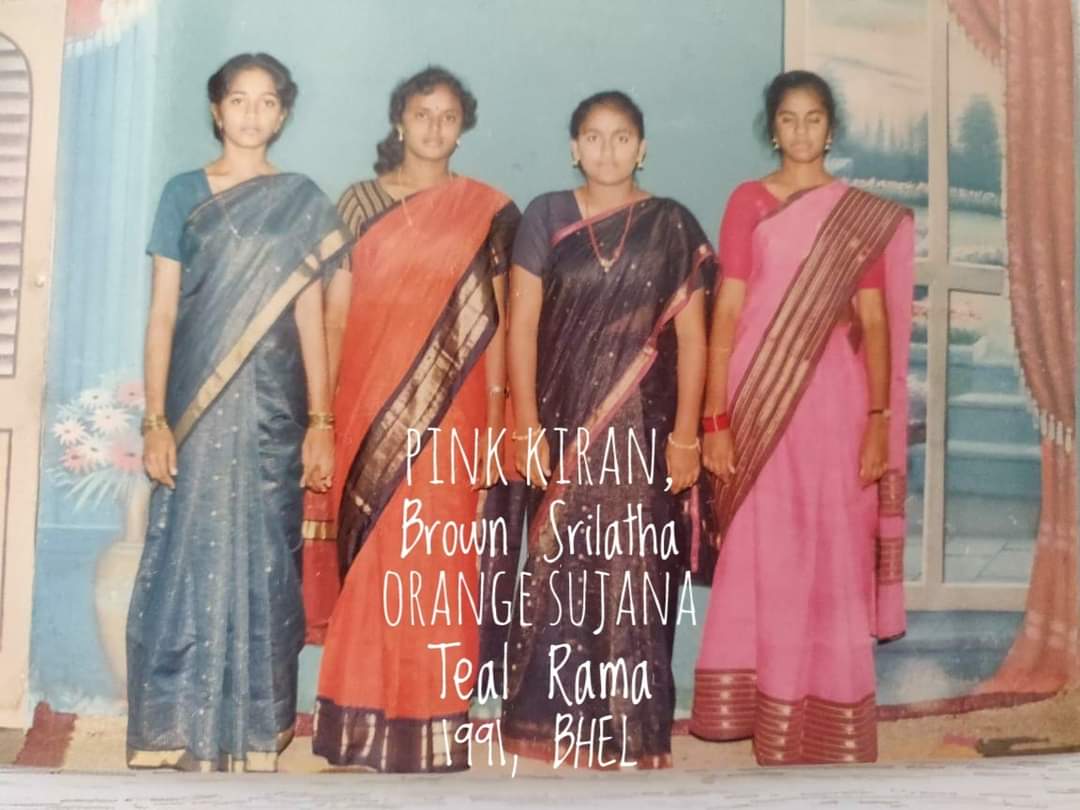 PINK KIRAN,
Brown Srilatha
ORANGE SUJANA
Teal Rama
1991, BHEL